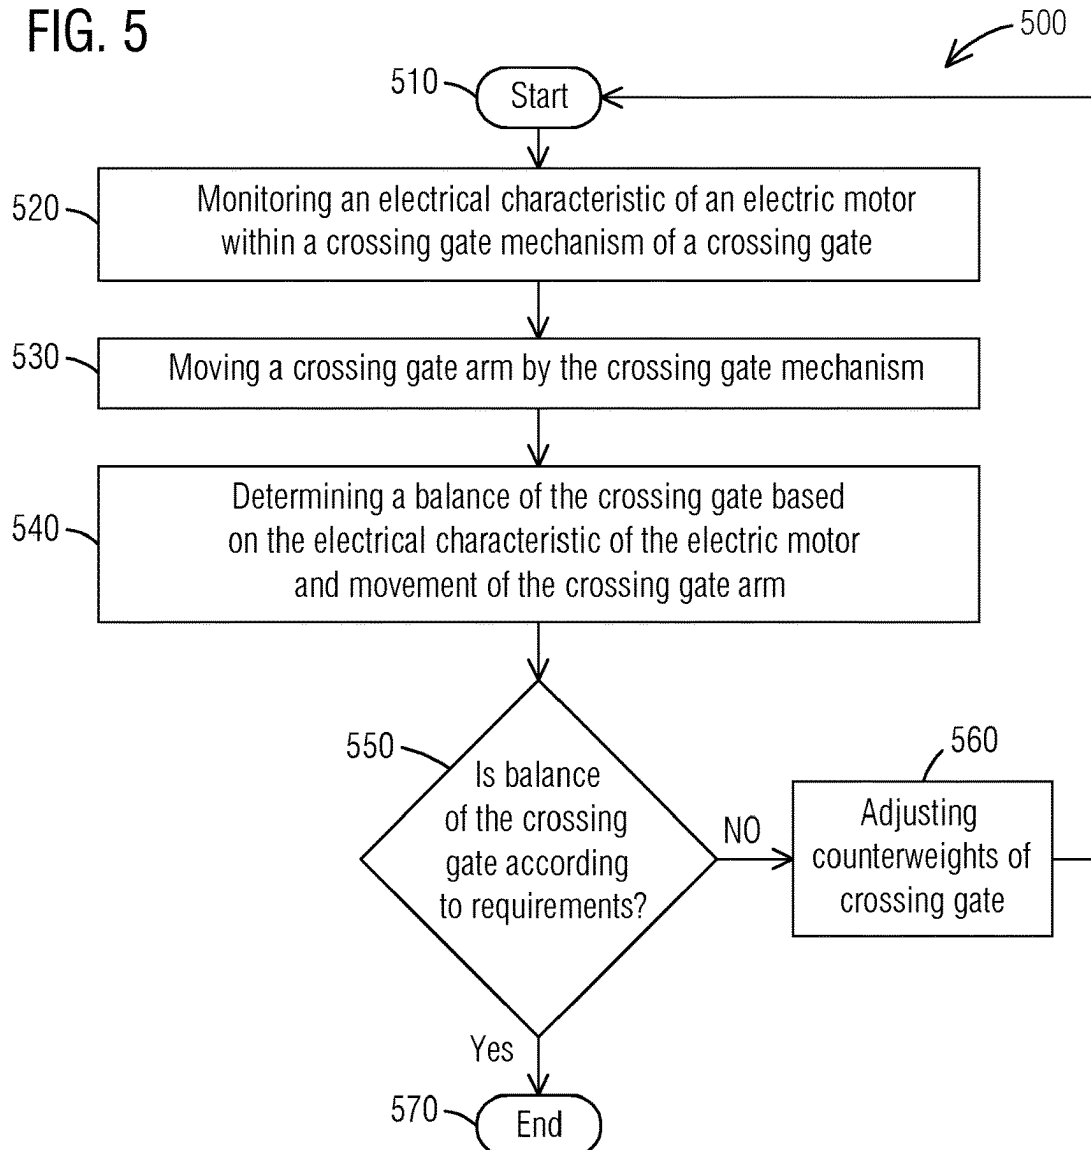 FIG. 5
500
510
Start
520
Monitoring an electrical characteristic of an electric motor
within a crossing gate mechanism of a crossing gate
530
Moving a crossing gate arm by the crossing gate mechanism
540
Determining a balance of the crossing gate based
on the electrical characteristic of the electric motor
and movement of the crossing gate arm
550
Is balance
of the crossing
gate according
to requirements?
NO
560
Adjusting
counterweights of
crossing gate
Yes
570
End